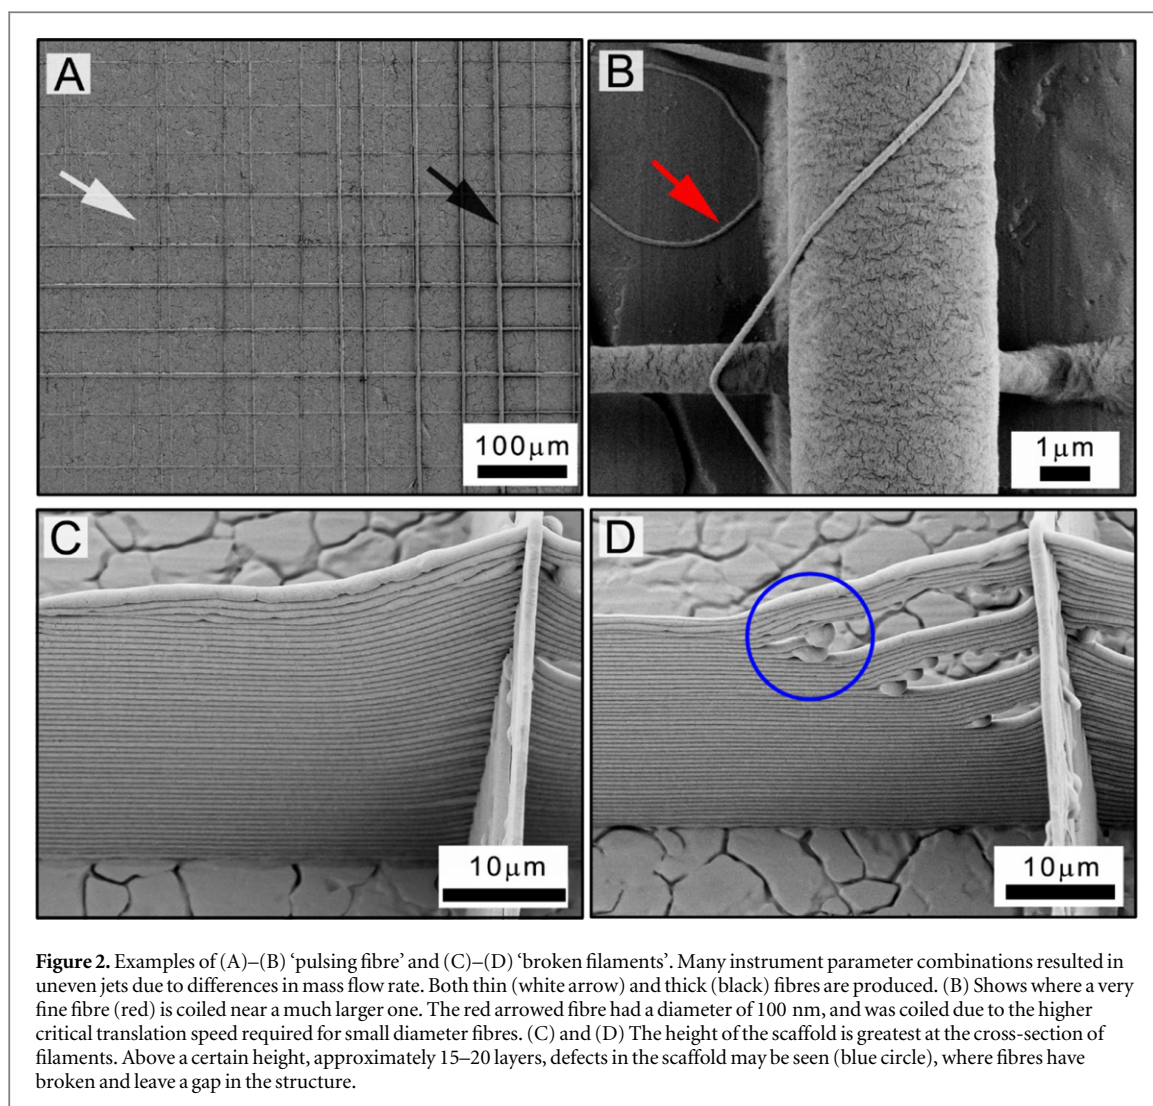 A
100μm
B
1μm
C
10μm
D
10μm
Figure 2. Examples of (A)–(B) ‘pulsing fibre’ and (C)–(D) ‘broken filaments’. Many instrument parameter combinations resulted in
uneven jets due to differences in mass flow rate. Both thin (white arrow) and thick (black) fibres are produced. (B) Shows where a very
fine fibre (red) is coiled near a much larger one. The red arrowed fibre had a diameter of 100 nm, and was coiled due to the higher
critical translation speed required for small diameter fibres. (C) and (D) The height of the scaffold is greatest at the cross-section of
filaments. Above a certain height, approximately 15–20 layers, defects in the scaffold may be seen (blue circle), where fibres have
broken and leave a gap in the structure.